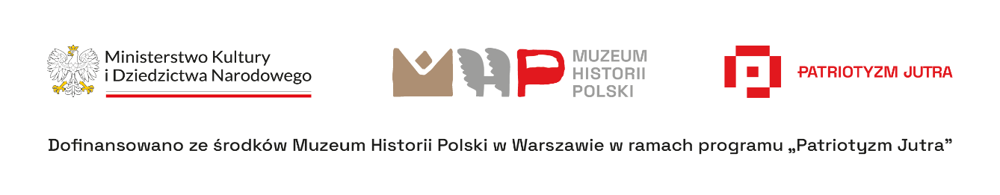 Ministerstwo Kultury
i Dziedzictwa Narodowego
MHP
MUZEUM
HISTORII
POLSKI
PATRIOTYZM JUTRA
Dofinansowano ze środków Muzeum Historii Polski w Warszawie w ramach programu „Patriotyzm Jutra”